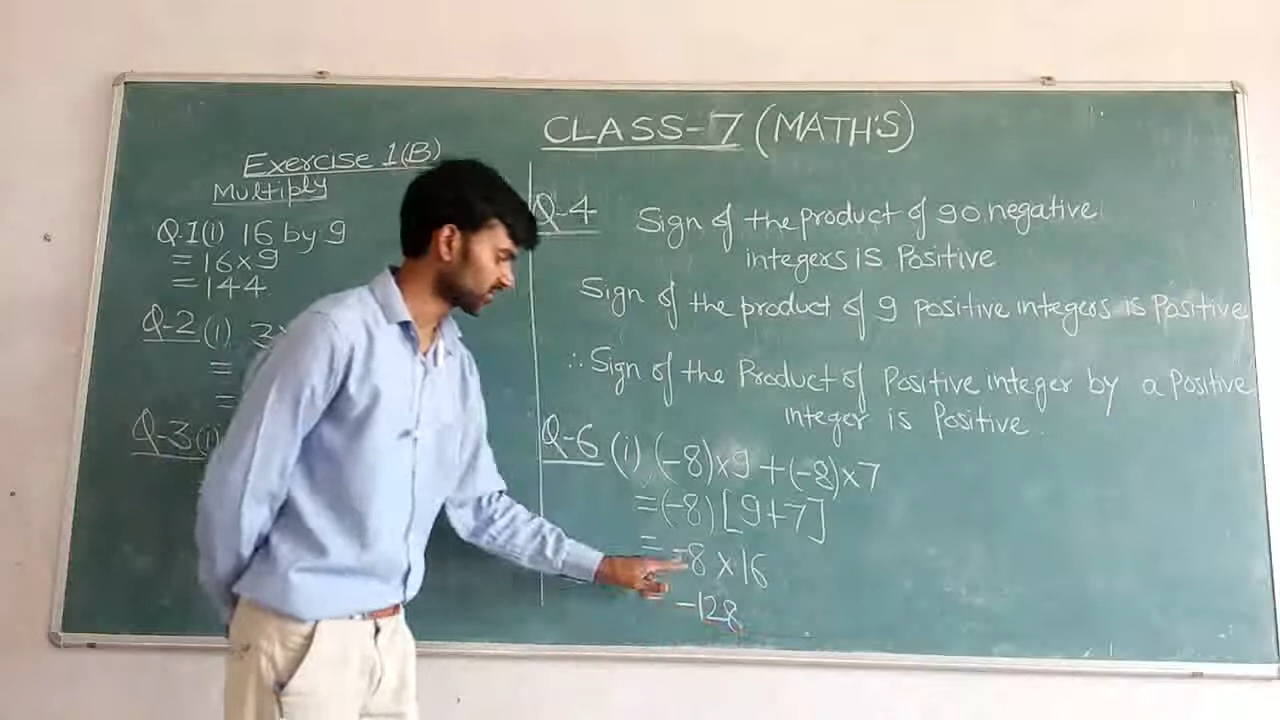 CLASS-7 (MATH'S)
Exercise 1(B)
Multiply
Q.1(i) 16 by 9
= 16×9
= 144
Q-2(i) 3×
=
=
Q-3(i)
Q-4 Sign of the product of 90 negative
integers is Positive
Sign of the product of 9 positive integers is Positive
∴ Sign of the Product of Positive integer by a Positive
integer is Positive.
Q-6 (i) (-8)×9+(-8)×7
=(-8)[9+7]
= -8×16
= -128